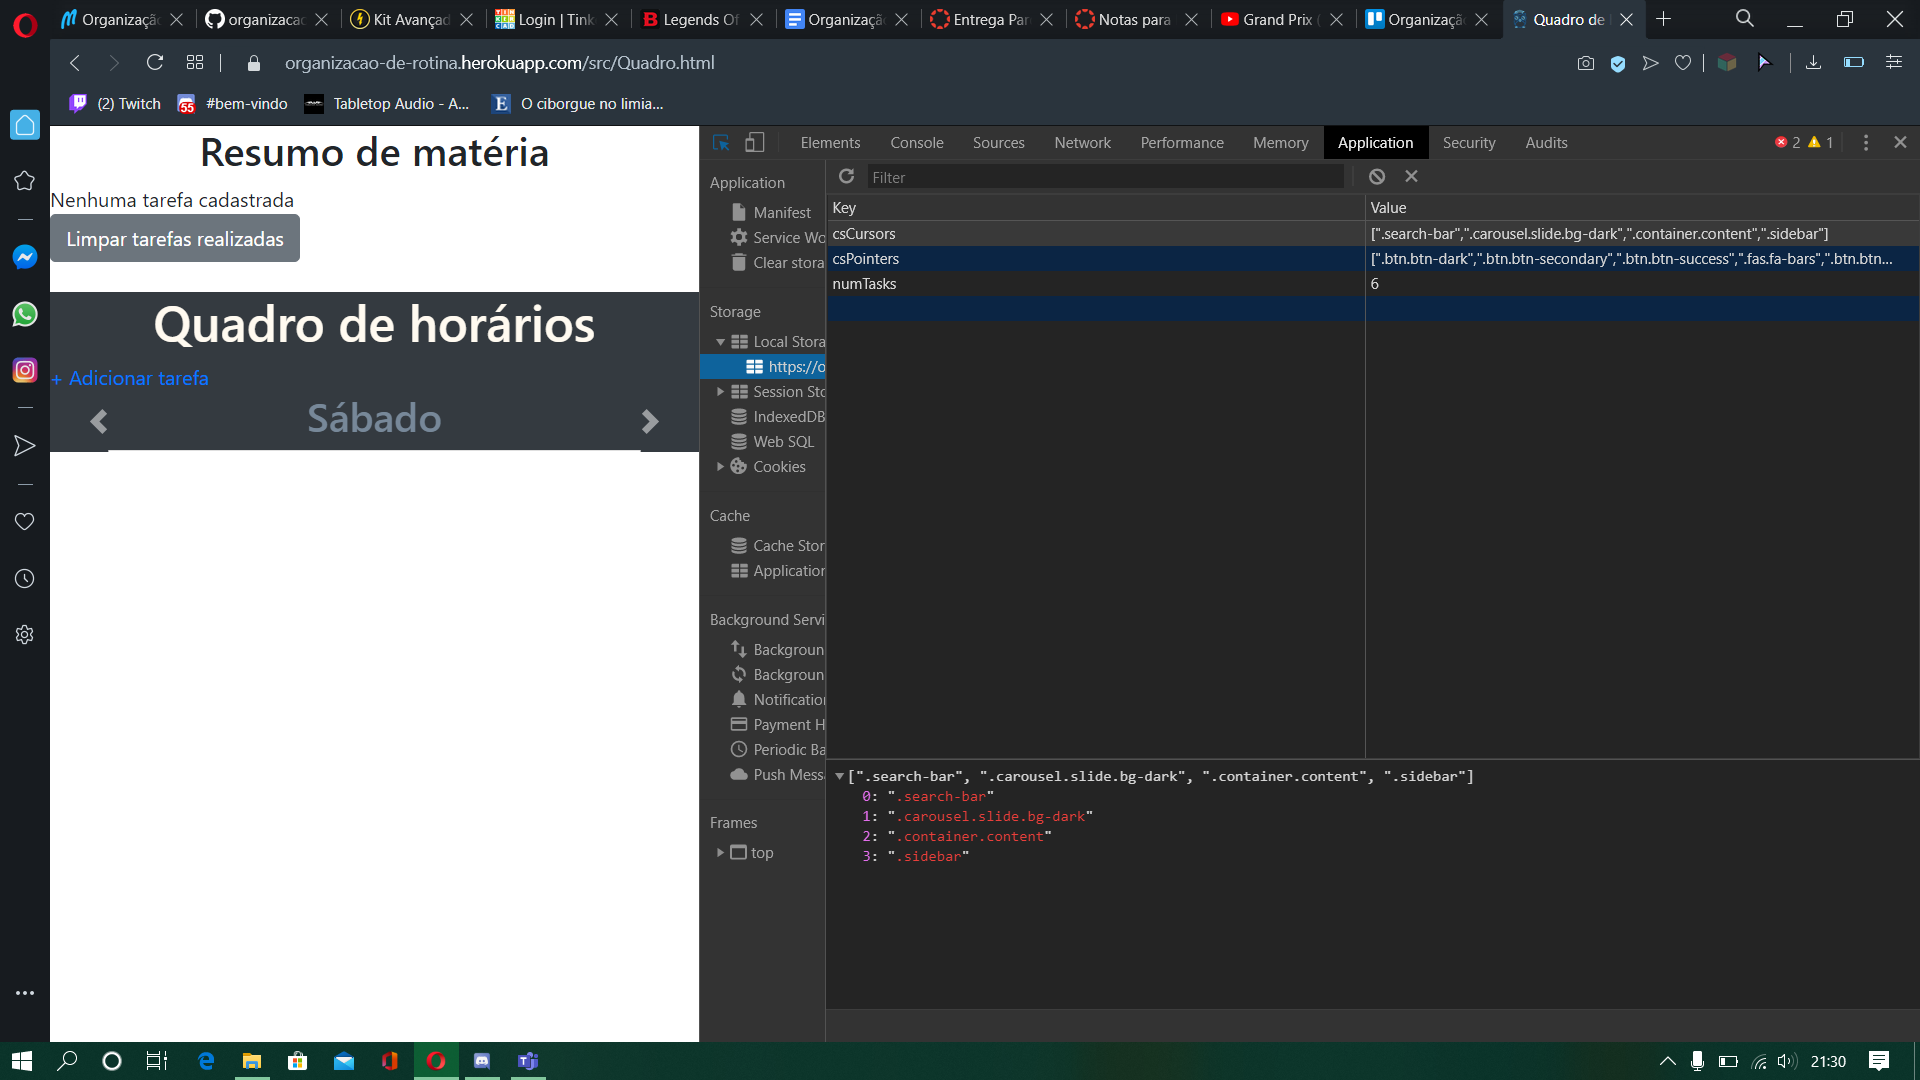 Organização
organizacao
Kit Avançad
Login | Tink
Legends Of
Organização
Entrega Par
Notas para
Grand Prix (
Organização
Quadro de
organizacao-de-rotina.herokuapp.com/src/Quadro.html
(2) Twitch
55
#bem-vindo
Tabletop Audio - A...
E
O ciborgue no limia...
Resumo de matéria
Nenhuma tarefa cadastrada
Limpar tarefas realizadas
Quadro de horários
+ Adicionar tarefa
Sábado
Elements
Console
Sources
Network
Performance
Memory
Application
Security
Audits
2
1
Application
Manifest
Service Wo
Clear stora
Storage
Local Stora
https://o
Session Sto
IndexedDB
Web SQL
Cookies
Cache
Cache Stor
Application
Background Servi
Backgroun
Backgroun
Notification
Payment H
Periodic Ba
Push Messa
Frames
top
Filter
Key
Value
csCursors
[".search-bar",".carousel.slide.bg-dark",".container.content",".sidebar"]
csPointers
[".btn.btn-dark",".btn.btn-secondary",".btn.btn-success",".fas.fa-bars",".btn.btn...
numTasks
6
[".search-bar", ".carousel.slide.bg-dark", ".container.content", ".sidebar"]
0: ".search-bar"
1: ".carousel.slide.bg-dark"
2: ".container.content"
3: ".sidebar"
21:30